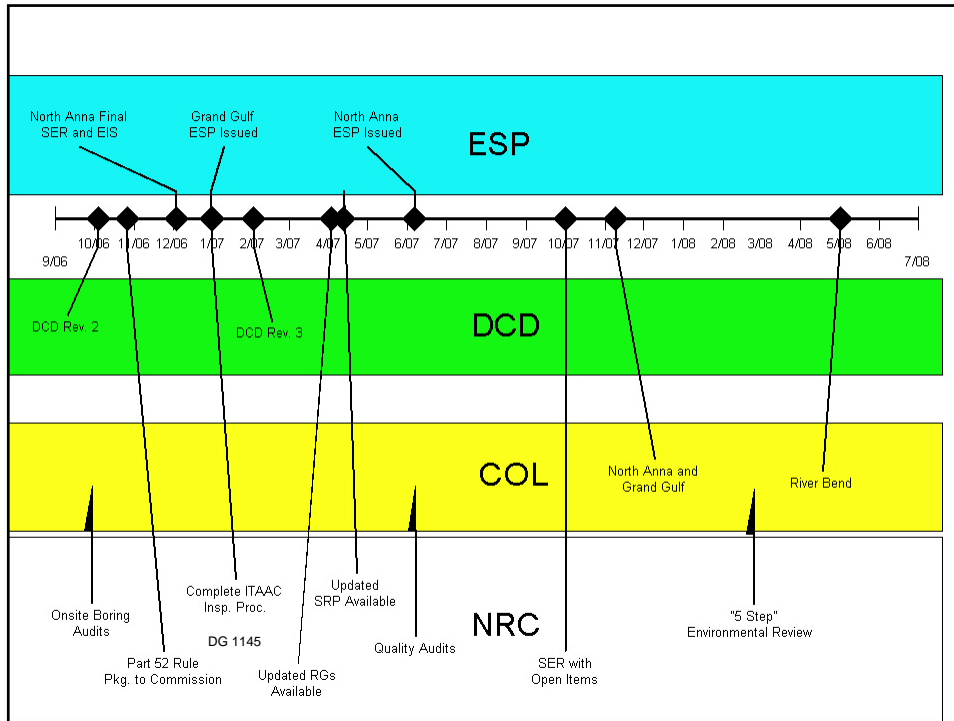 North Anna Final
SER and EIS
Grand Gulf
ESP Issued
North Anna
ESP Issued
ESP
10/06
11/06
12/06
1/07
2/07
3/07
4/07
5/07
6/07
7/07
8/07
9/07
10/07
11/07
12/07
1/08
2/08
3/08
4/08
5/08
6/08
9/06
7/08
DCD Rev. 2
DCD Rev. 3
DCD
COL
North Anna and
Grand Gulf
River Bend
Onsite Boring
Audits
Complete ITAAC
Insp. Proc.
DG 1145
Updated
SRP Available
NRC
"5 Step"
Environmental Review
Quality Audits
Part 52 Rule
Pkg. to Commission
Updated RGs
Available
SER with
Open Items